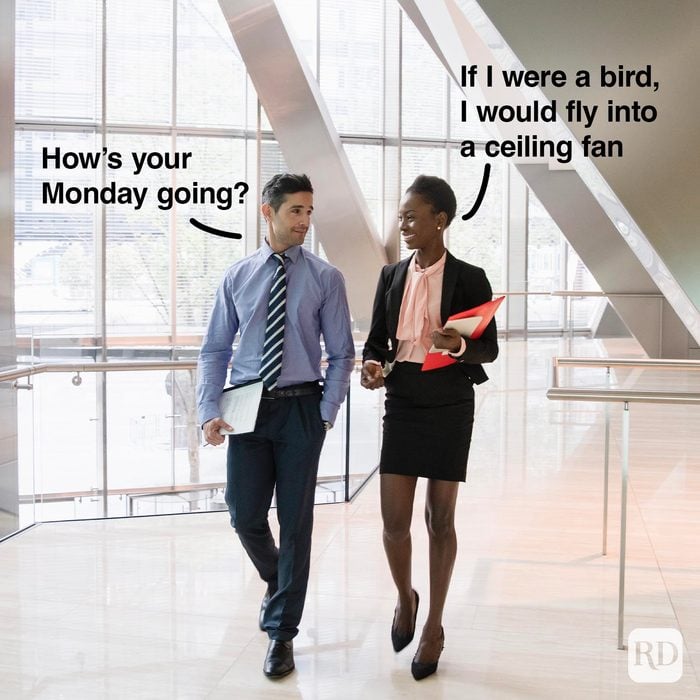 How's your
Monday going?
If I were a bird,
I would fly into
a ceiling fan
RD